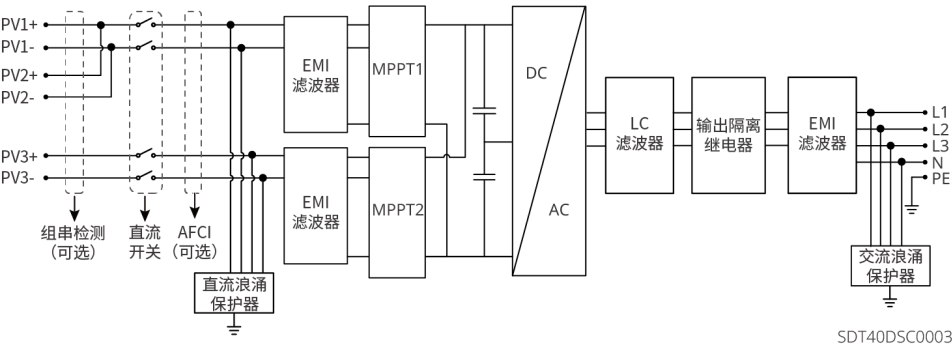 PV1+
PV1-
PV2+
PV2-
PV3+
PV3-
组串检测
（可选）
直流
开关
AFCI
（可选）
直流浪涌
保护器
EMI
滤波器
MPPT1
EMI
滤波器
MPPT2
DC
AC
LC
滤波器
输出隔离
继电器
EMI
滤波器
L1
L2
L3
N
PE
交流浪涌
保护器
SDT40DSC0003